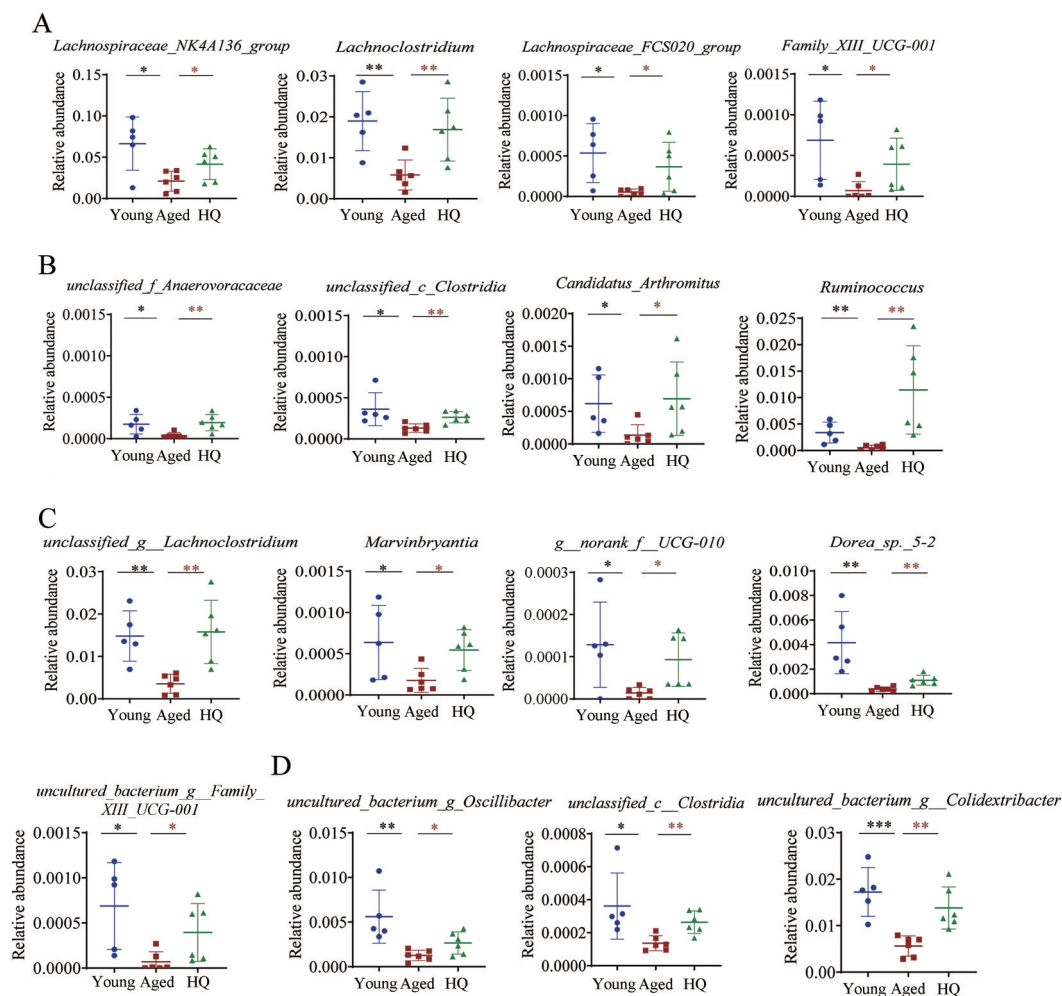 A
Lachnospiraceae_NK4A136_group
Lachnoclostridium
Lachnospiraceae_FCS020_group
Family_XIII_UCG-001
Relative abundance
0.15
0.10
0.05
0.00
* *
Young Aged HQ
Relative abundance
0.03
0.02
0.01
0.00
** **
Young Aged HQ
Relative abundance
0.0015
0.0010
0.0005
0.0000
* *
Young Aged HQ
Relative abundance
0.0015
0.0010
0.0005
0.0000
* *
Young Aged HQ
B
unclassified_f_Anaerovoracaceae
unclassified_c_Clostridia
Candidatus_Arthromitus
Ruminococcus
Relative abundance
0.0015
0.0010
0.0005
0.0000
* **
Young Aged HQ
Relative abundance
0.0015
0.0010
0.0005
0.0000
* **
Young Aged HQ
Relative abundance
0.0020
0.0015
0.0010
0.0005
0.0000
* *
Young Aged HQ
Relative abundance
0.025
0.020
0.015
0.010
0.005
0.000
** **
Young Aged HQ
C
unclassified_g__Lachnoclostridium
Marvinbryantia
g__norank_f__UCG-010
Dorea_sp._5-2
Relative abundance
0.03
0.02
0.01
0.00
** **
Young Aged HQ
Relative abundance
0.0015
0.0010
0.0005
0.0000
* *
Young Aged HQ
Relative abundance
0.0003
0.0002
0.0001
0.0000
* *
Young Aged HQ
Relative abundance
0.010
0.008
0.006
0.004
0.002
0.000
** **
Young Aged HQ
uncultured_bacterium_g__Family_
XIII_UCG-001
Relative abundance
0.0015
0.0010
0.0005
0.0000
* *
Young Aged HQ
D
uncultured_bacterium_g_Oscillibacter
unclassified_c__Clostridia
uncultured_bacterium_g__Colidextribacter
Relative abundance
0.015
0.010
0.005
0.000
** *
Young Aged HQ
Relative abundance
0.0008
0.0006
0.0004
0.0002
0.0000
* **
Young Aged HQ
Relative abundance
0.03
0.02
0.01
0.00
*** **
Young Aged HQ